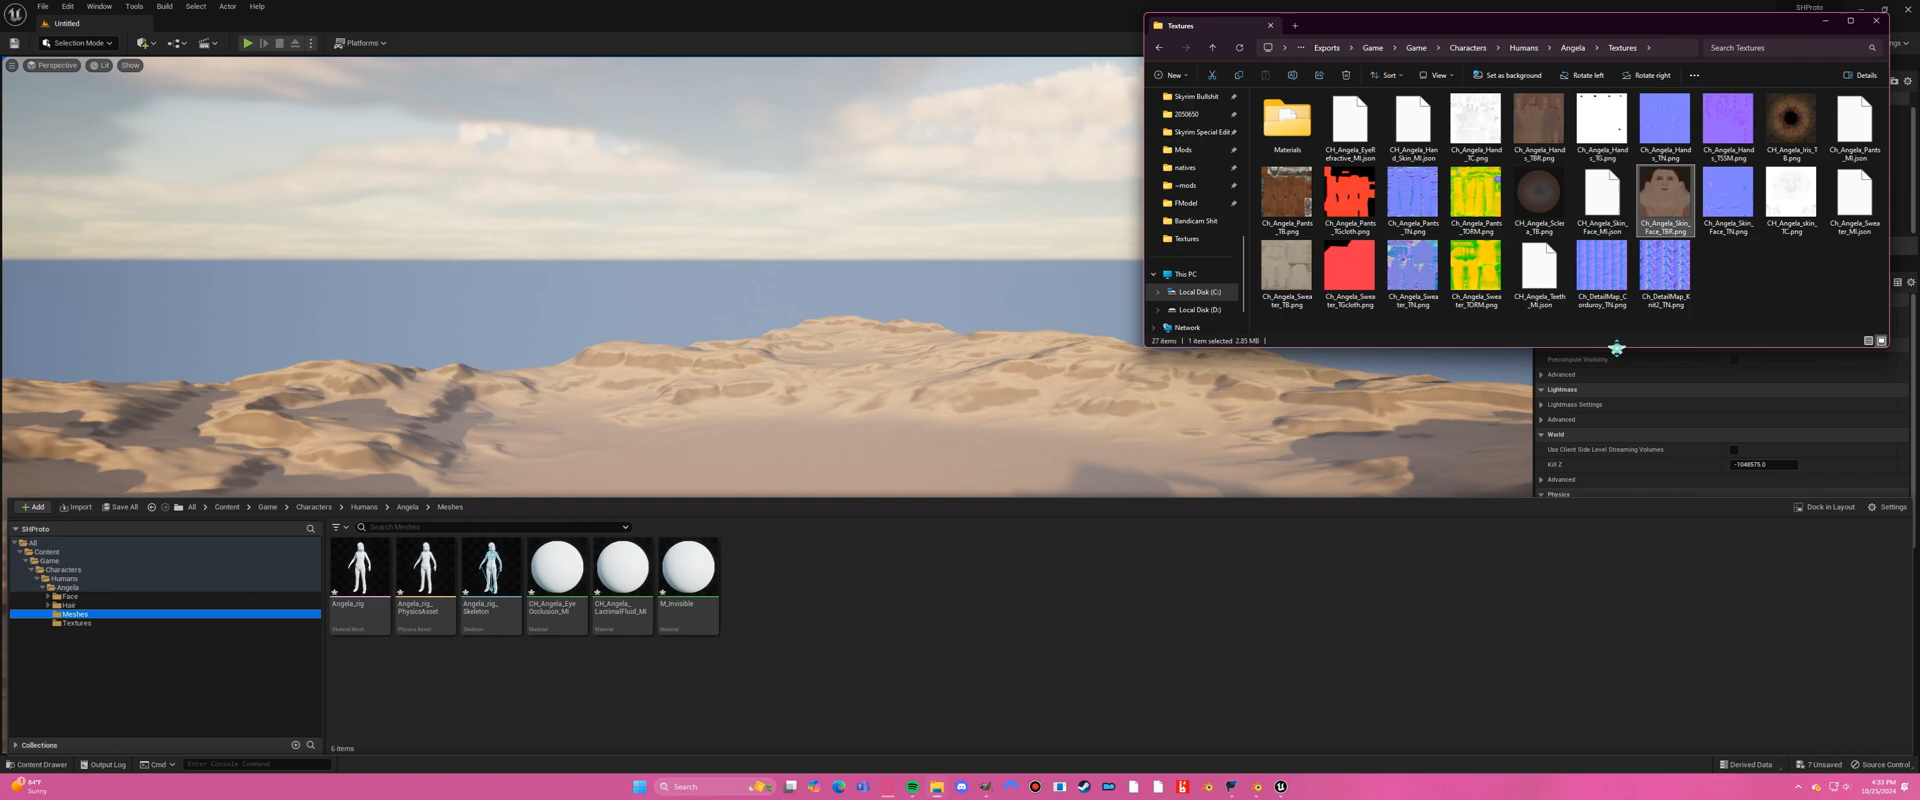 File Edit Window Tools Build Select Actor Help
SHProto
Untitled
Selection Mode
Platforms
Perspective Lit Show
Textures
Exports > Game > Game > Characters > Humans > Angela > Textures >
Search Textures
New Sort View Set as background Rotate left Rotate right Details
Skyrim Bullshit
2050650
Skyrim Special Edit
Mods
natives
~mods
FModel
Bandicam Shit
Textures
This PC
Local Disk (C:)
Local Disk (D:)
Network
Materials
CH_Angela_EyeRefractive_MI.json
CH_Angela_Hand_Skin_MI.json
Ch_Angela_Hands_TC.png
Ch_Angela_Hands_TBR.png
Ch_Angela_Hands_TG.png
Ch_Angela_Hands_TN.png
Ch_Angela_Hands_TSSM.png
CH_Angela_Iris_TB.png
Ch_Angela_Pants_MI.json
Ch_Angela_Pants_TB.png
Ch_Angela_Pants_TGcloth.png
Ch_Angela_Pants_TN.png
Ch_Angela_Pants_TORM.png
CH_Angela_Sclera_TB.png
CH_Angela_Skin_Face_MI.json
Ch_Angela_Skin_Face_TBR.png
Ch_Angela_Skin_Face_TN.png
Ch_Angela_skin_TC.png
Ch_Angela_Sweater_MI.json
Ch_Angela_Sweater_TB.png
Ch_Angela_Sweater_TGcloth.png
Ch_Angela_Sweater_TN.png
Ch_Angela_Sweater_TORM.png
CH_Angela_Teeth_MI.json
Ch_DetailMap_Corduroy_TN.png
Ch_DetailMap_Knit2_TN.png
27 items | 1 item selected 2.85 MB |
Precompute Visibility
Advanced
Lightmass
Lightmass Settings
Advanced
World
Use Client Side Level Streaming Volumes
Kill Z -1048575.0
Advanced
Physics
Add Import Save All All > Content > Game > Characters > Humans > Angela > Meshes
Dock in Layout Settings
SHProto
Search Meshes
All
Content
Game
Characters
Humans
Angela
Face
Hair
Meshes
Textures
Angela_rig
Skeletal Mesh
Angela_rig_PhysicsAsset
Physics Asset
Angela_rig_Skeleton
Skeleton
CH_Angela_EyeOcclusion_MI
Material
CH_Angela_LacrimalFluid_MI
Material
M_Invisible
Material
Collections
6 items
Content Drawer Output Log Cmd Enter Console Command
Derived Data 7 Unsaved Source Control
84°F
Sunny
Search
4:33 PM
10/25/2024